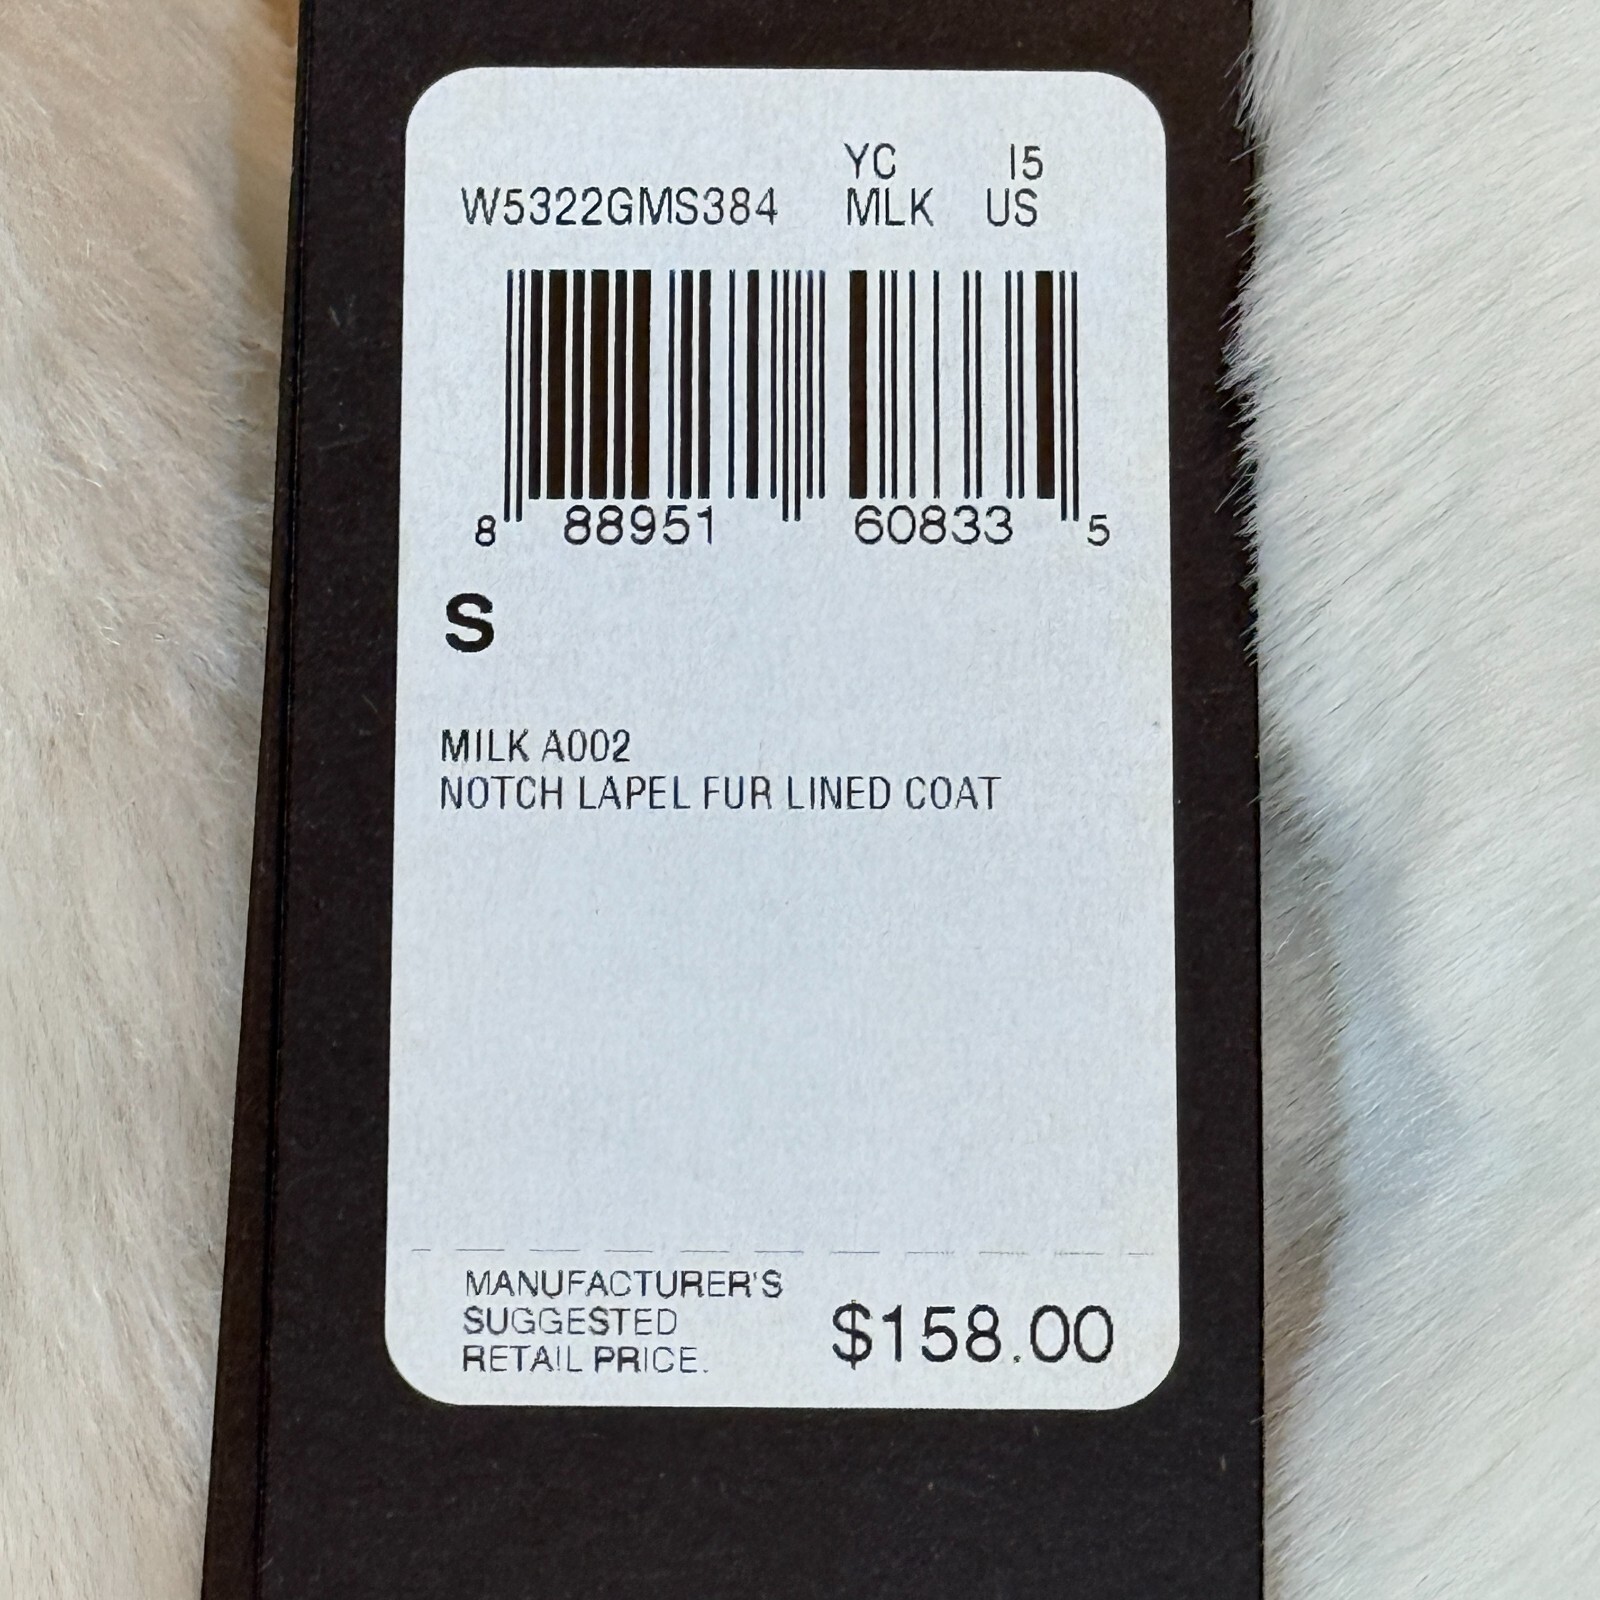 YC I5
W5322GMS384 MLK US
8 88951 60833 5
S
MILK A002
NOTCH LAPEL FUR LINED COAT
MANUFACTURER'S
SUGGESTED
RETAIL PRICE.
$158.00